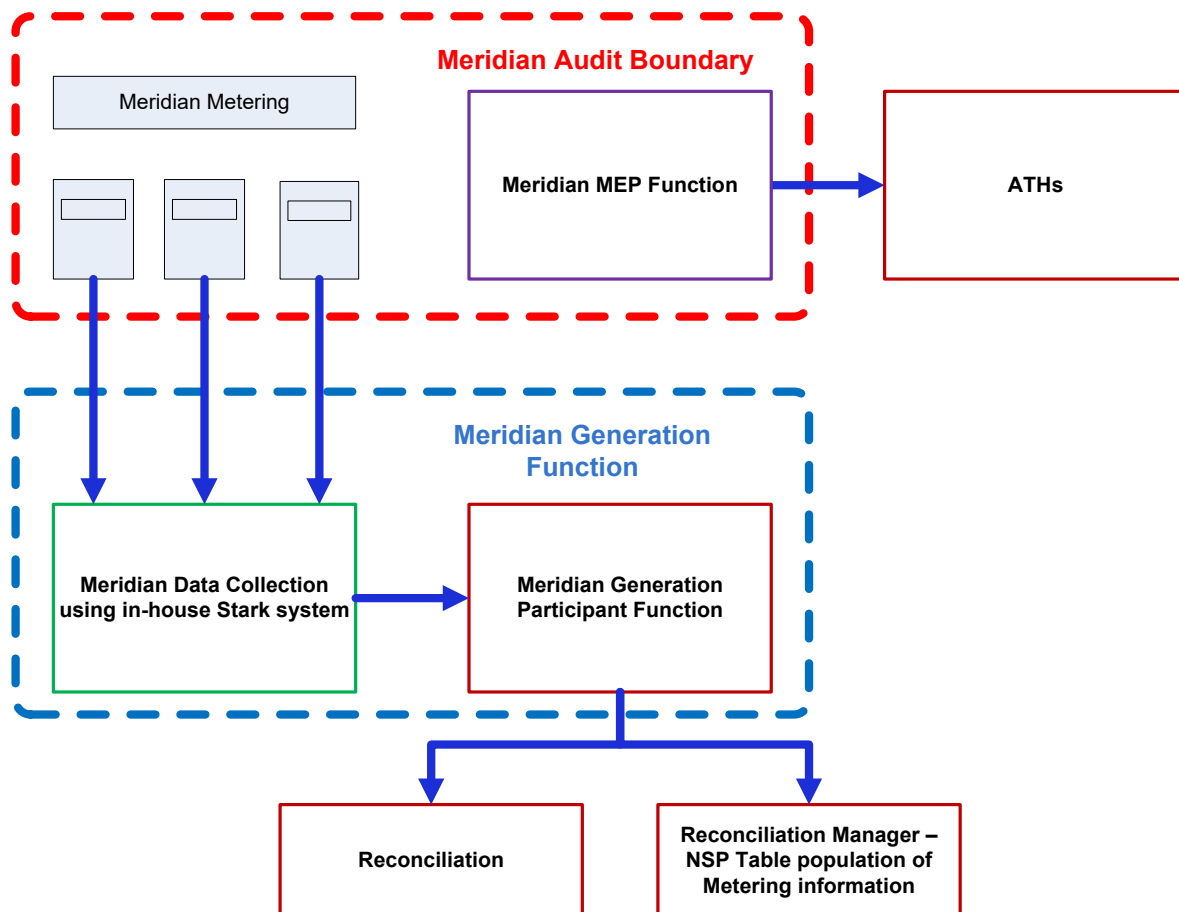 Meridian Audit Boundary
Meridian Metering
Meridian MEP Function
ATHs
Meridian Generation
Function
Meridian Data Collection
using in-house Stark system
Meridian Generation
Participant Function
Reconciliation
Reconciliation Manager –
NSP Table population of
Metering information